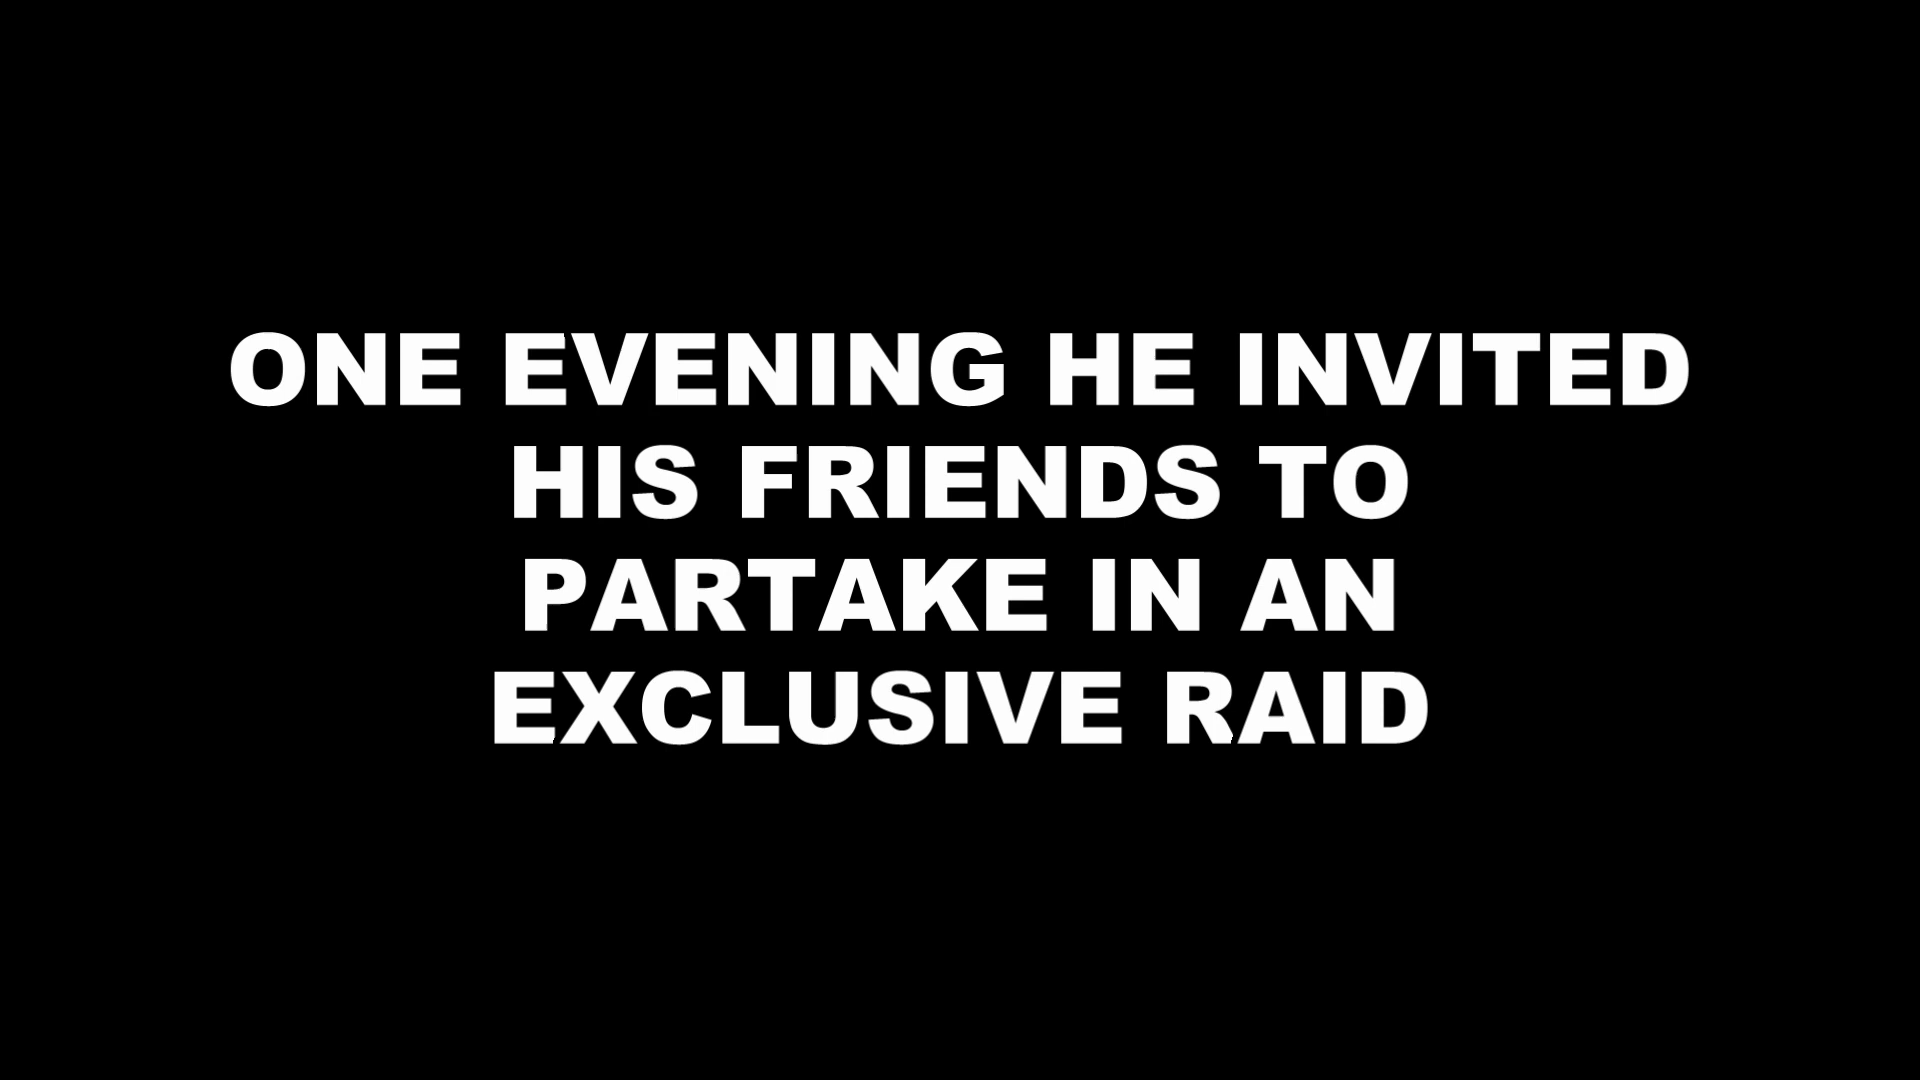 ONE EVENING HE INVITED
HIS FRIENDS TO
PARTAKE IN AN
EXCLUSIVE RAID